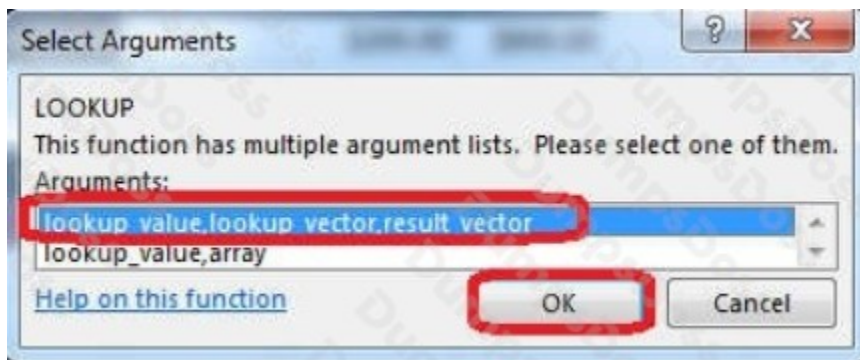 Select Arguments
?
X
LOOKUP
This function has multiple argument lists. Please select one of them.
Arguments:
lookup_value,lookup_vector,result_vector
lookup_value,array
Help on this function
OK
Cancel
DumpsDoss